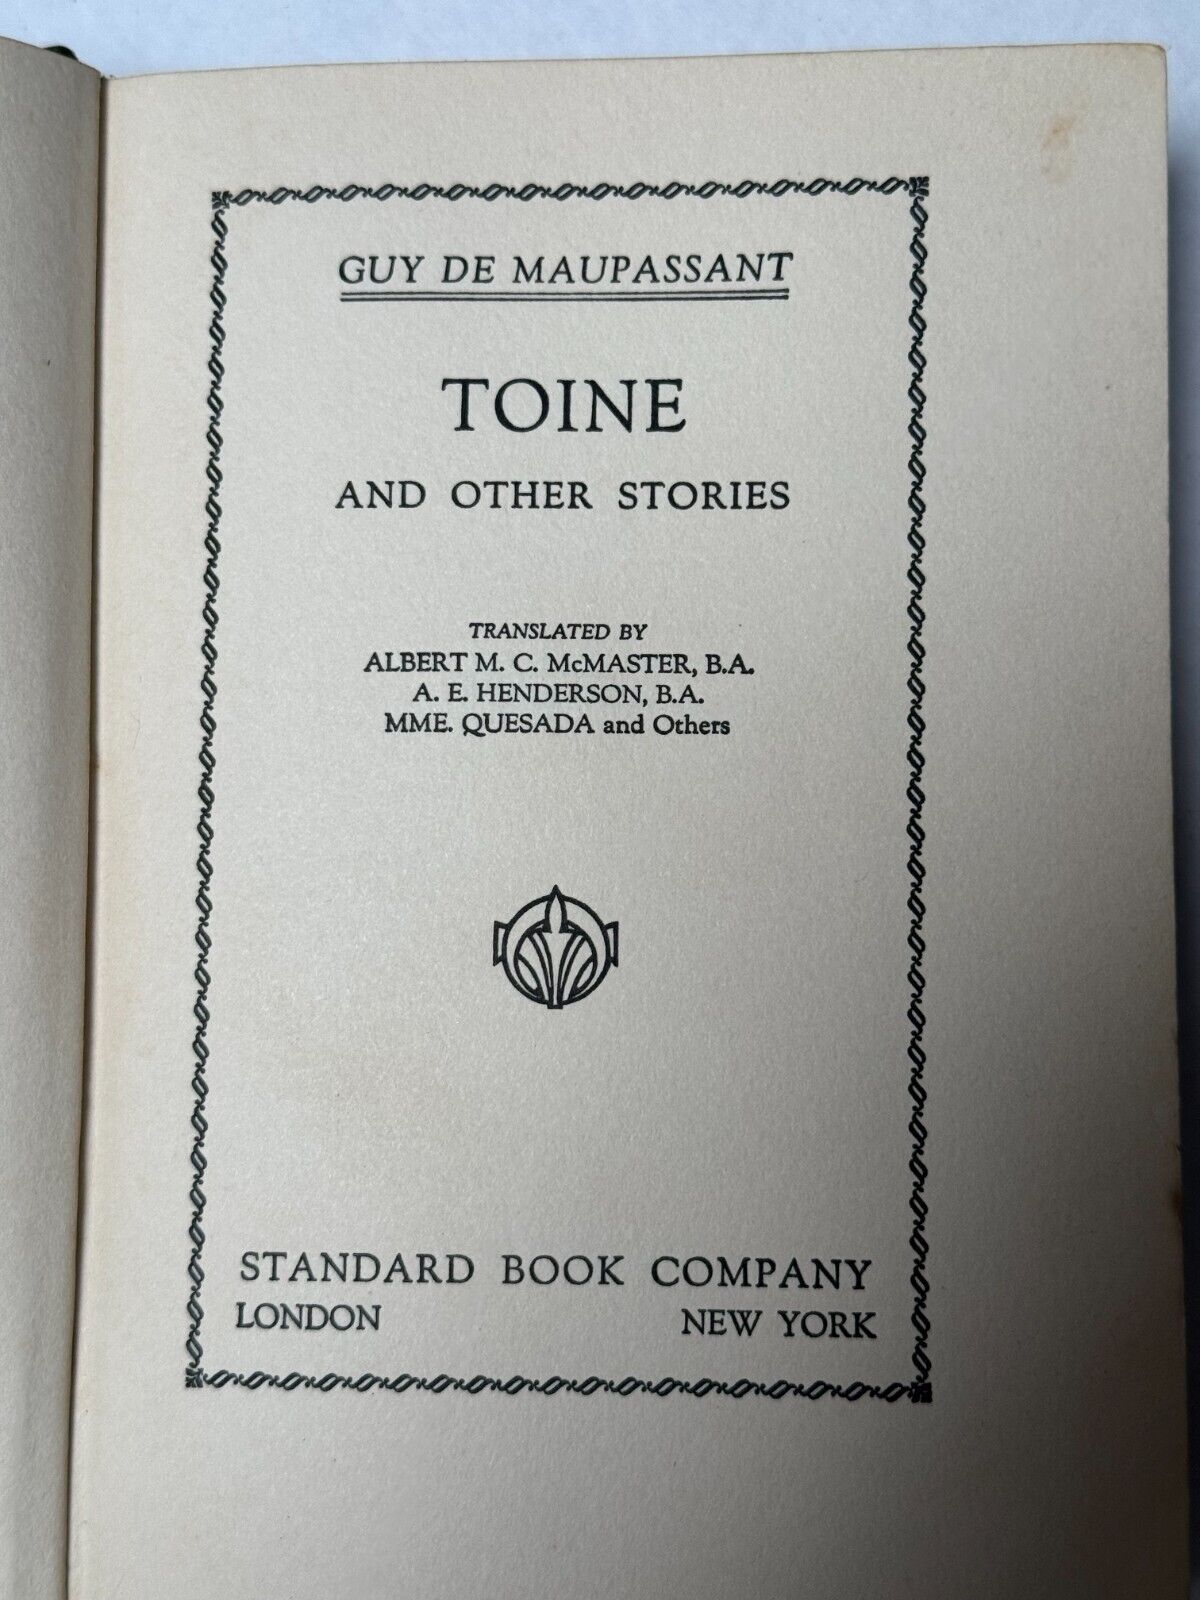 GUY DE MAUPASSANT
TOINE
AND OTHER STORIES
TRANSLATED BY
ALBERT M. C. McMASTER, B.A.
A. E. HENDERSON, B.A.
MME. QUESADA and Others
STANDARD BOOK COMPANY
LONDON NEW YORK